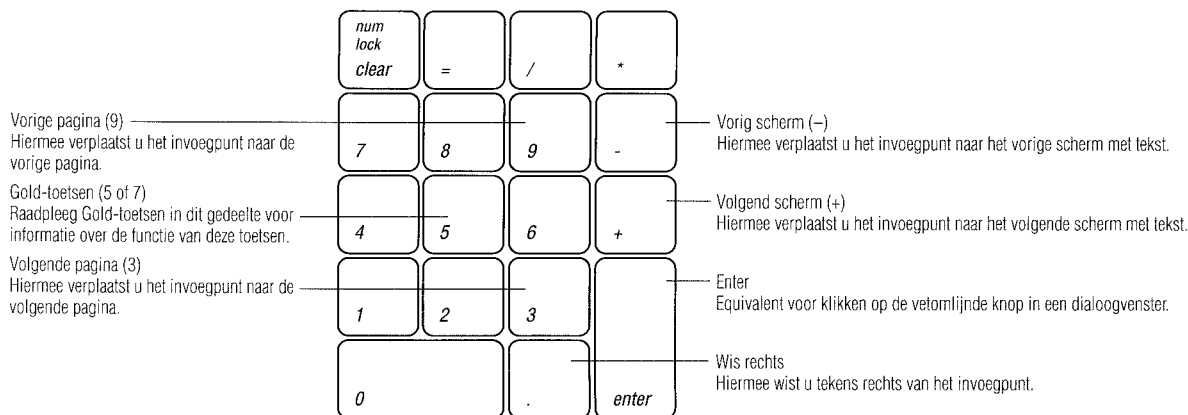 num
lock
clear
=
/
*
Vorige pagina (9)
Hiermee verplaatst u het invoegpunt naar de
vorige pagina.
7
8
9
-
Vorig scherm (–)
Hiermee verplaatst u het invoegpunt naar het vorige scherm met tekst.
Gold-toetsen (5 of 7)
Raadpleeg Gold-toetsen in dit gedeelte voor
informatie over de functie van deze toetsen.
4
5
6
+
Volgend scherm (+)
Hiermee verplaatst u het invoegpunt naar het volgende scherm met tekst.
Volgende pagina (3)
Hiermee verplaatst u het invoegpunt naar de
volgende pagina.
1
2
3
Enter
Equivalent voor klikken op de vetomlijnde knop in een dialoogvenster.
0
.
enter
Wis rechts
Hiermee wist u tekens rechts van het invoegpunt.